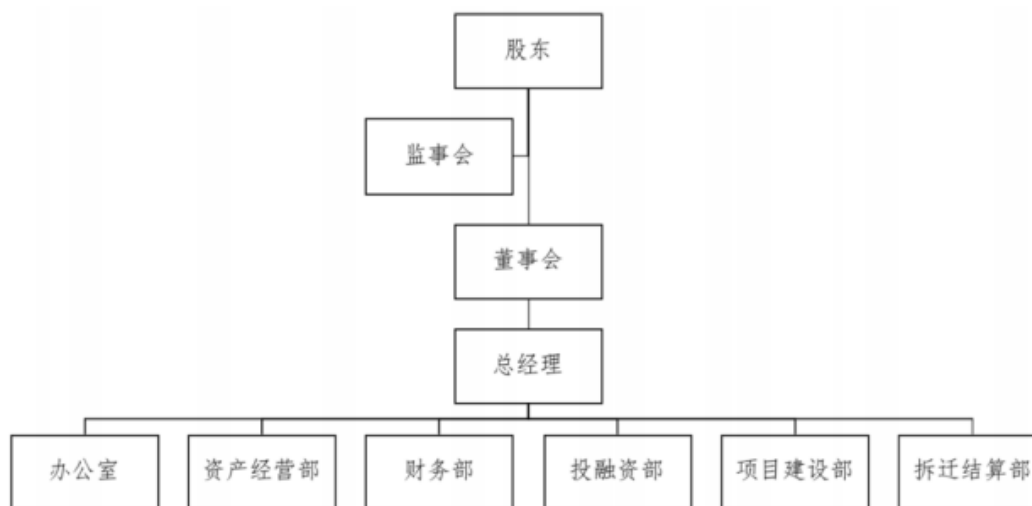 股东
监事会
董事会
总经理
办公室
资产经营部
财务部
投融资部
项目建设部
拆迁结算部